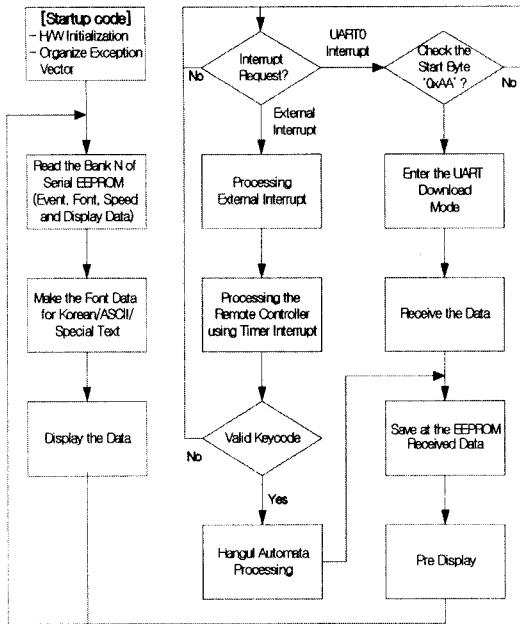 [Startup code]
– H/W Initialization
– Organize Exception
Vector
Read the Bank N of
Serial EEPROM
(Event, Font, Speed
and Display Data)
Make the Font Data
for Korean/ASCII/
Special Text
Display the Data
Interrupt
Request?
No
UART0
Interrupt
External
Interrupt
Processing
External Interrupt
Processing the
Remote Controller
using Timer Interrupt
Valid Keycode
No
Yes
Hangul Automata
Processing
Check the
Start Byte
"0xAA" ?
No
Enter the UART
Download
Mode
Receive the Data
Save at the EEPROM
Received Data
Pre Display